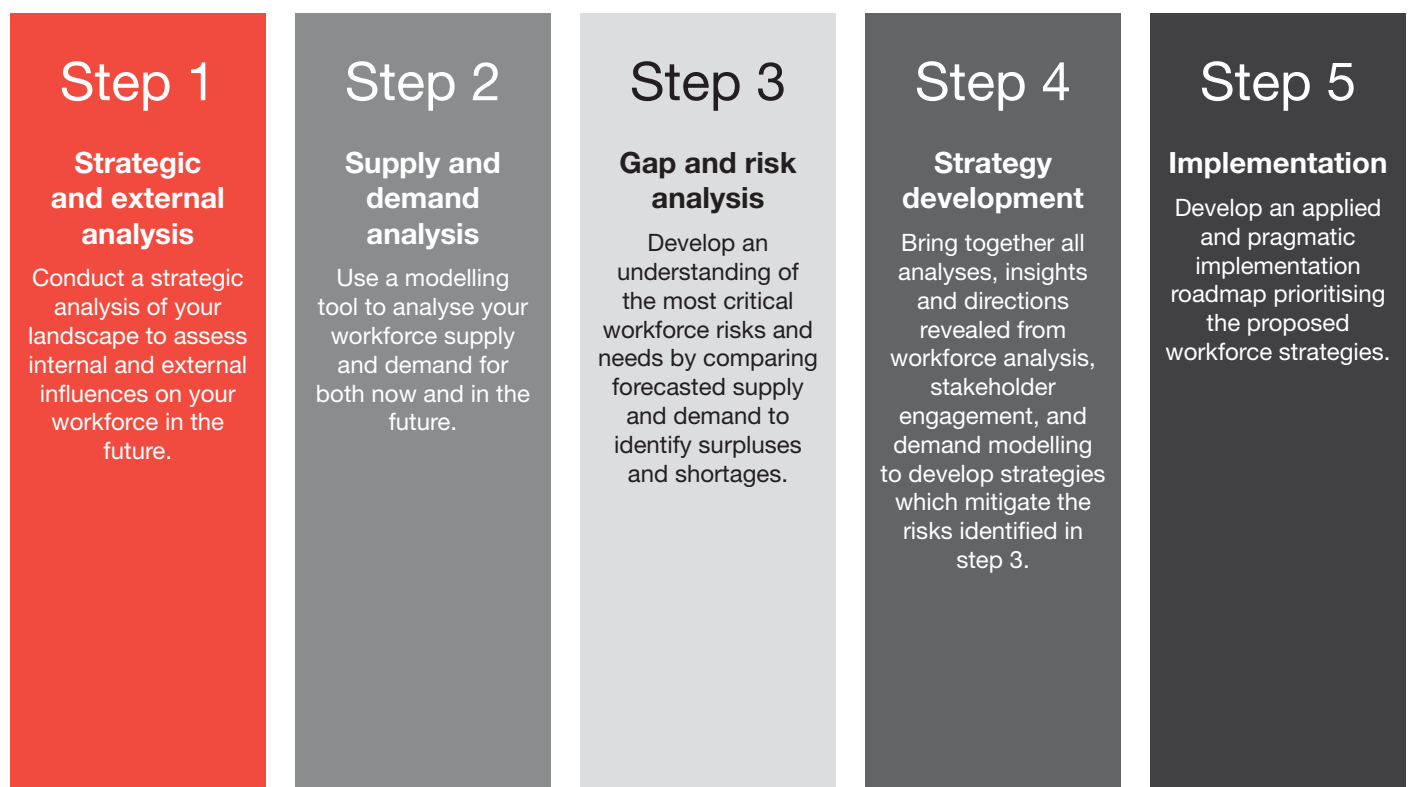 Step 1
Strategic
and external
analysis
Conduct a strategic
analysis of your
landscape to assess
internal and external
influences on your
workforce in the
future.
Step 2
Supply and
demand
analysis
Use a modelling
tool to analyse your
workforce supply
and demand for
both now and in the
future.
Step 3
Gap and risk
analysis
Develop an
understanding of
the most critical
workforce risks and
needs by comparing
forecasted supply
and demand to
identify surpluses
and shortages.
Step 4
Strategy
development
Bring together all
analyses, insights
and directions
revealed from
workforce analysis,
stakeholder
engagement, and
demand modelling
to develop strategies
which mitigate the
risks identified in
step 3.
Step 5
Implementation
Develop an applied
and pragmatic
implementation
roadmap prioritising
the proposed
workforce strategies.